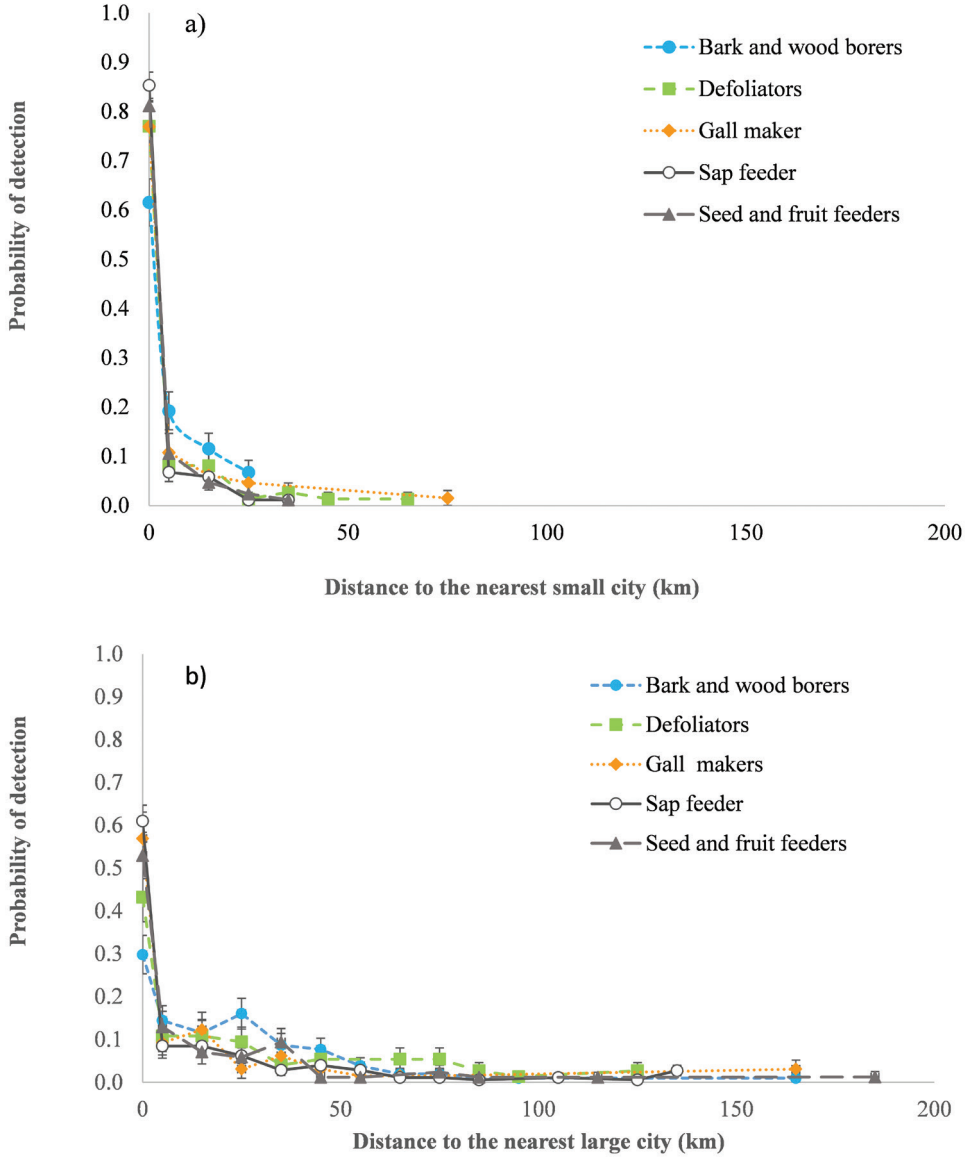 a)
1.0
0.9
0.8
0.7
0.6
0.5
0.4
0.3
0.2
0.1
0.0
Probability of detection
Bark and wood borers
Defoliators
Gall maker
Sap feeder
Seed and fruit feeders
0 50 100 150 200
Distance to the nearest small city (km)
b)
1.0
0.9
0.8
0.7
0.6
0.5
0.4
0.3
0.2
0.1
0.0
Probability of detection
Bark and wood borers
Defoliators
Gall makers
Sap feeder
Seed and fruit feeders
0 50 100 150 200
Distance to the nearest large city (km)